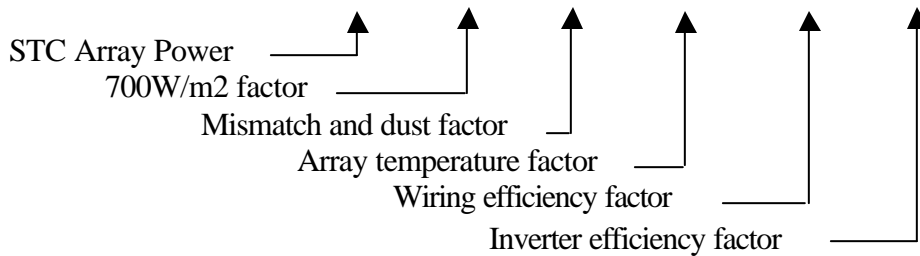 STC Array Power
700W/m2 factor
Mismatch and dust factor
Array temperature factor
Wiring efficiency factor
Inverter efficiency factor